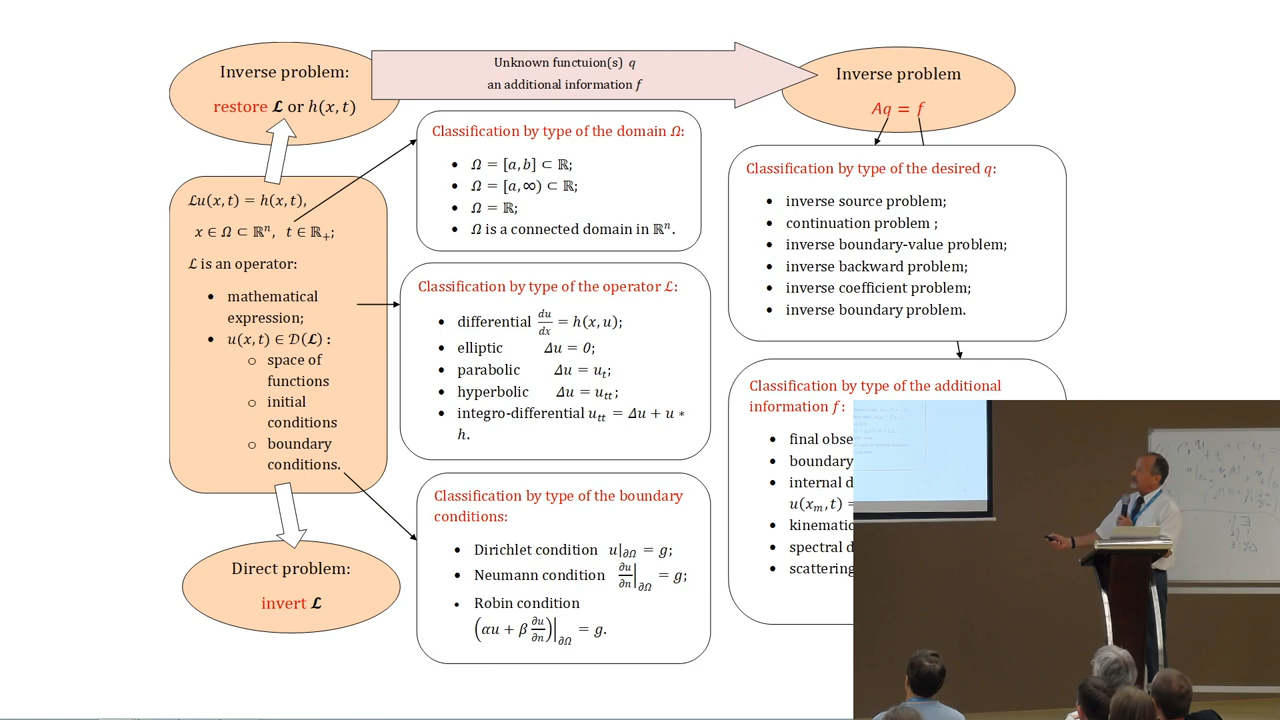 Inverse problem:
restore ℒ or h(x, t)
Unknown functuion(s) q
an additional information f
Inverse problem
Aq = f
ℒu(x, t) = h(x, t),
x ∈ Ω ⊂ ℝⁿ, t ∈ ℝ₊;
ℒ is an operator:
• mathematical
expression;
• u(x, t) ∈ 𝒟(ℒ) :
o space of
functions
o initial
conditions
o boundary
conditions.
Direct problem:
invert ℒ
Classification by type of the domain Ω:
• Ω = [a, b] ⊂ ℝ;
• Ω = [a, ∞) ⊂ ℝ;
• Ω = ℝ;
• Ω is a connected domain in ℝⁿ.
Classification by type of the operator ℒ:
• differential du/dx = h(x, u);
• elliptic Δu = 0;
• parabolic Δu = uₜ;
• hyperbolic Δu = uₜₜ;
• integro-differential uₜₜ = Δu + u ∗
h.
Classification by type of the boundary
conditions:
• Dirichlet condition u|∂Ω = g;
• Neumann condition ∂u/∂n|∂Ω = g;
• Robin condition
(αu + β ∂u/∂n)|∂Ω = g.
Classification by type of the desired q:
• inverse source problem;
• continuation problem ;
• inverse boundary-value problem;
• inverse backward problem;
• inverse coefficient problem;
• inverse boundary problem.
Classification by type of the additional
information f:
• final obse
• boundary
• internal d
u(xₘ, t) =
• kinematic
• spectral d
• scattering